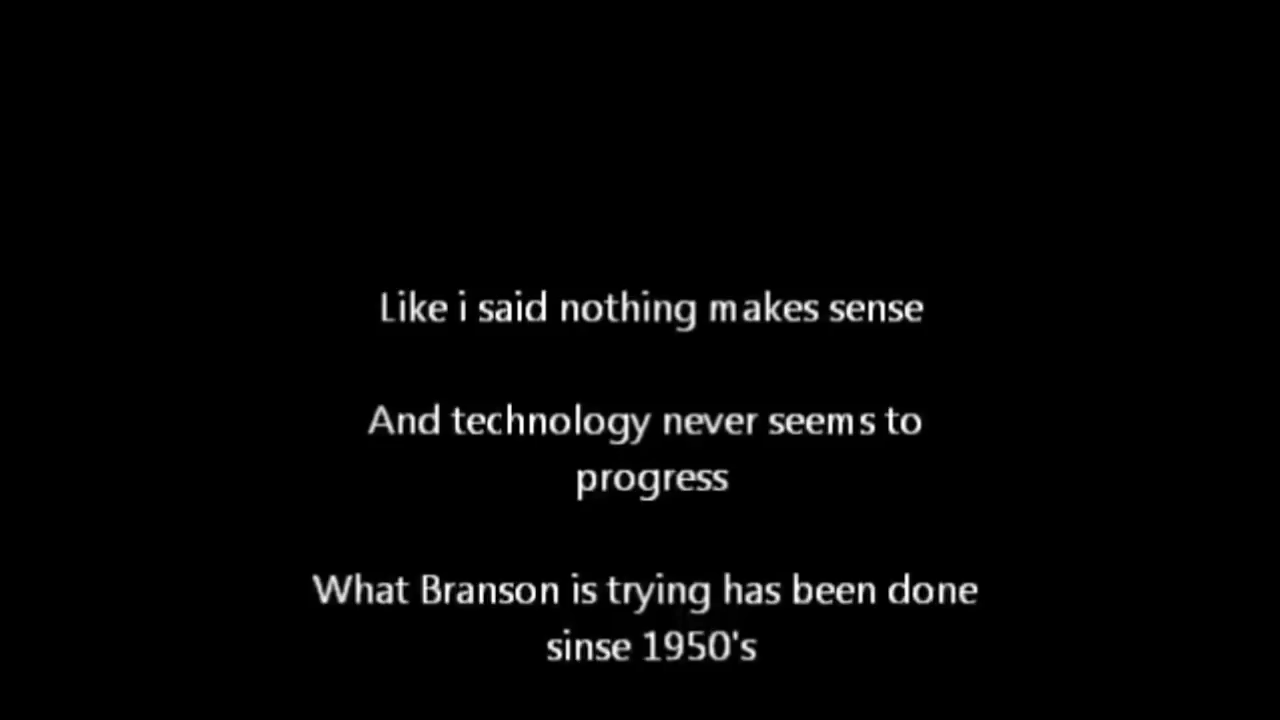 Like i said nothing makes sense
And technology never seems to
progress
What Branson is trying has been done
sinse 1950's